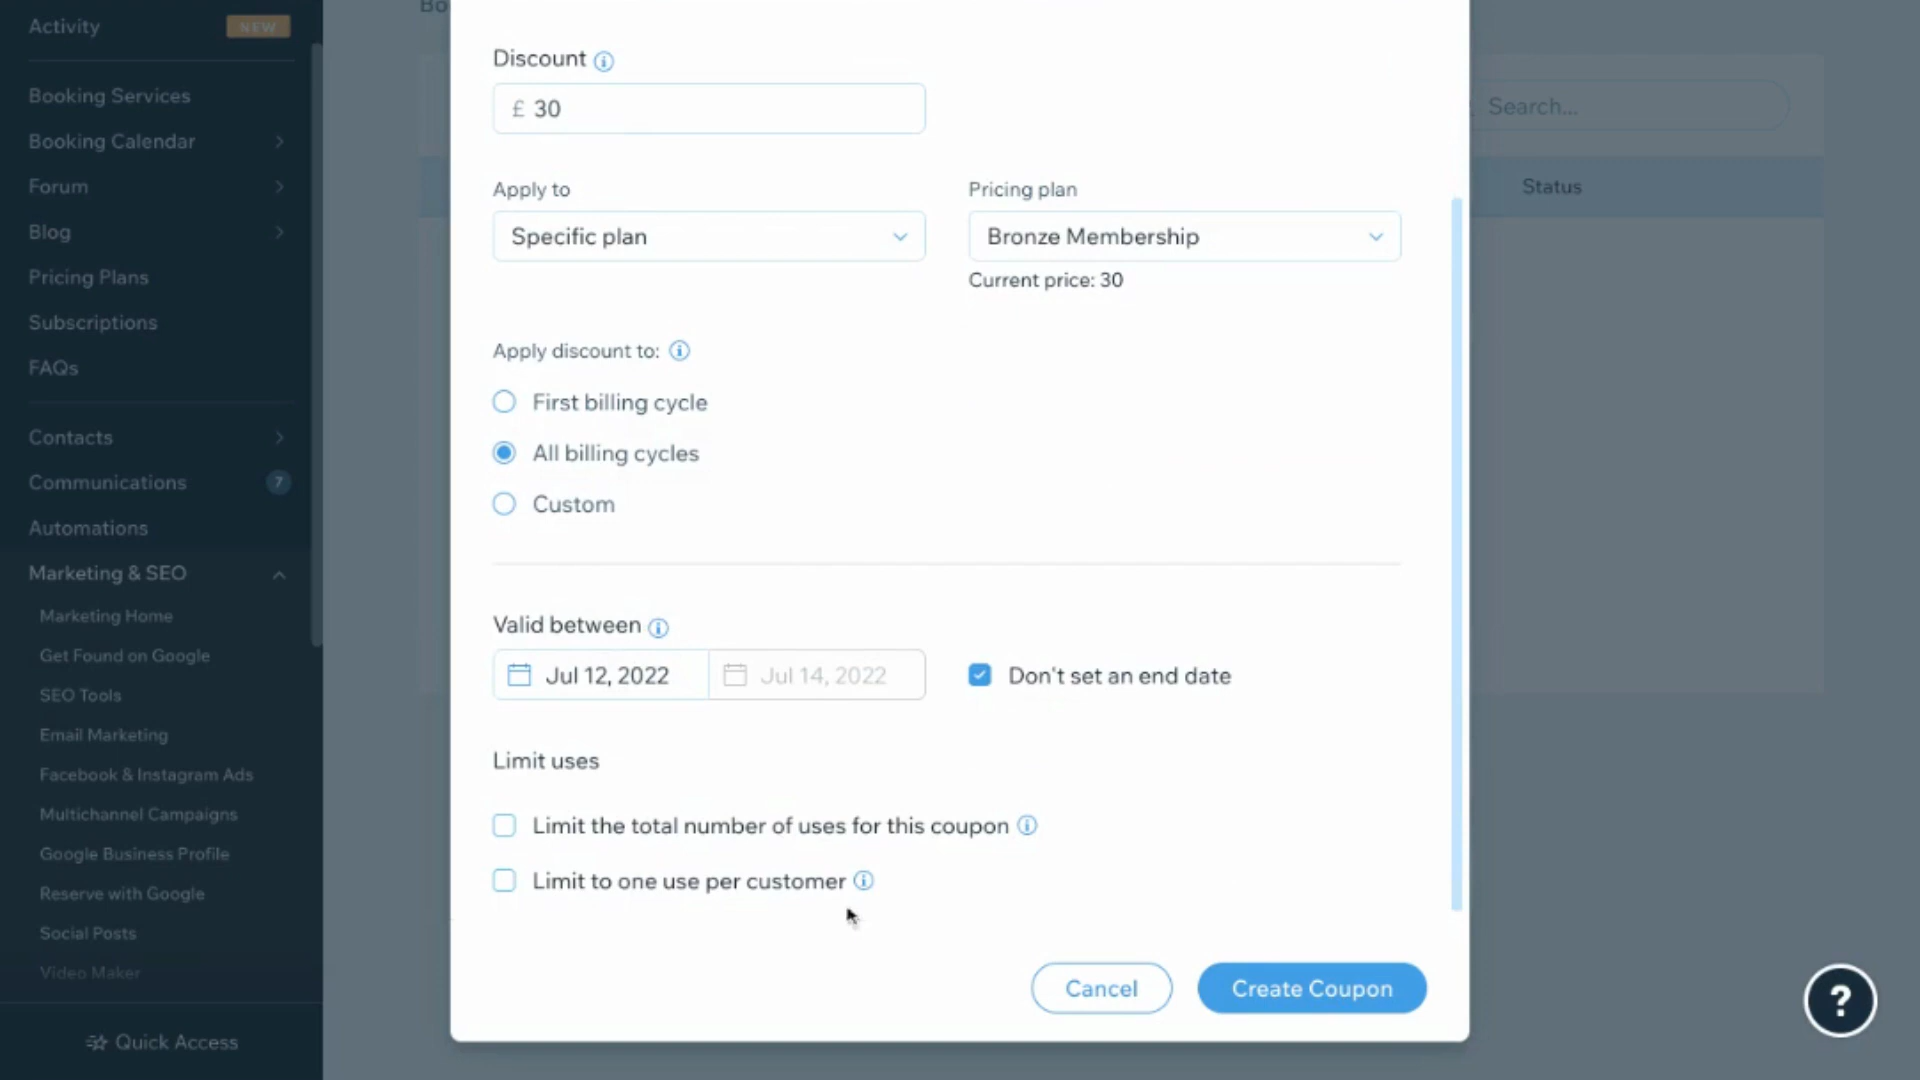 Activity
NEW
Booking Services
Booking Calendar
Forum
Blog
Pricing Plans
Subscriptions
FAQs
Contacts
Communications
7
Automations
Marketing & SEO
Marketing Home
Get Found on Google
SEO Tools
Email Marketing
Facebook & Instagram Ads
Multichannel Campaigns
Google Business Profile
Reserve with Google
Social Posts
Video Maker
Quick Access
Bo
Discount
£ 30
Apply to
Pricing plan
Specific plan
Bronze Membership
Current price: 30
Apply discount to:
First billing cycle
All billing cycles
Custom
Valid between
Jul 12, 2022
Jul 14, 2022
Don't set an end date
Limit uses
Limit the total number of uses for this coupon
Limit to one use per customer
Cancel
Create Coupon
Search...
Status
?